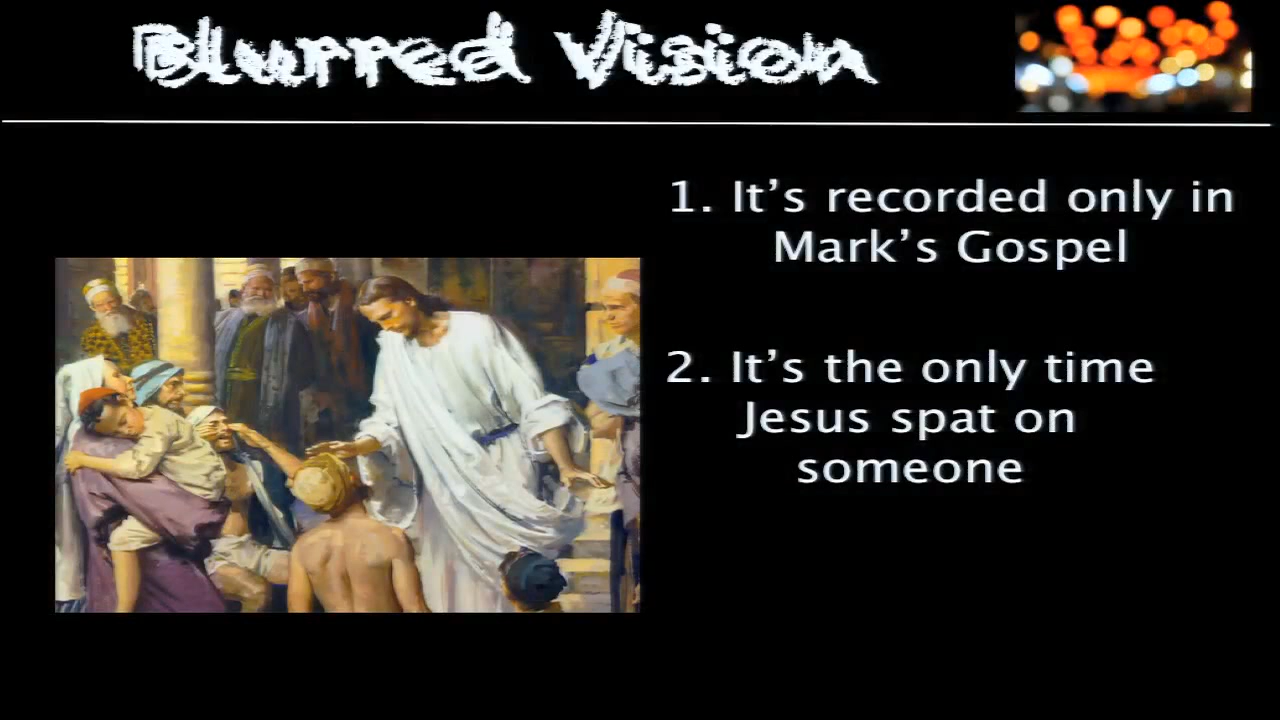 Blurred Vision
1. It’s recorded only in
Mark’s Gospel
2. It’s the only time
Jesus spat on
someone